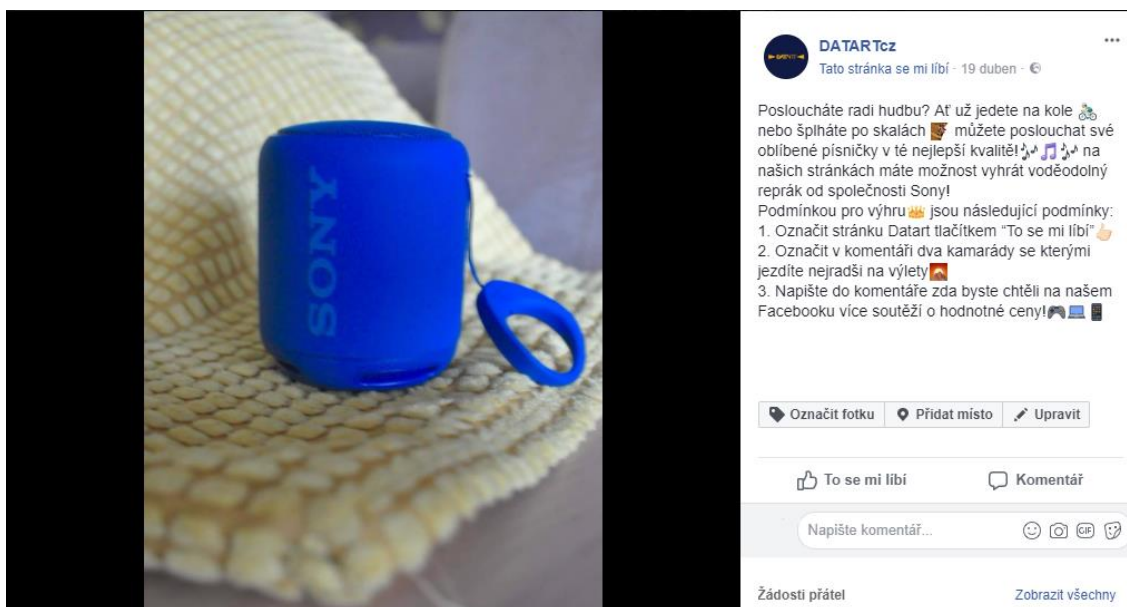 SONY
DATARTcz
Tato stránka se mi líbí · 19 duben ·
Posloucháte radi hudbu? Ať už jedete na kole 🚴
nebo šplháte po skalách můžete poslouchat své
oblíbené písničky v té nejlepší kvalitě!🎶🎵🎶 na
našich stránkách máte možnost vyhrát voděodolný
reprák od společnosti Sony!
Podmínkou pro výhru👑 jsou následující podmínky:
1. Označit stránku Datart tlačítkem “To se mi líbí”👍🏻
2. Označit v komentáři dva kamarády se kterými
jezdíte nejradši na výlety🌋
3. Napište do komentáře zda byste chtěli na našem
Facebooku více soutěží o hodnotné ceny!🎮💻📱
Označit fotku Přidat místo Upravit
To se mi líbí Komentář
Napište komentář... GIF
Žádosti přátel Zobrazit všechny